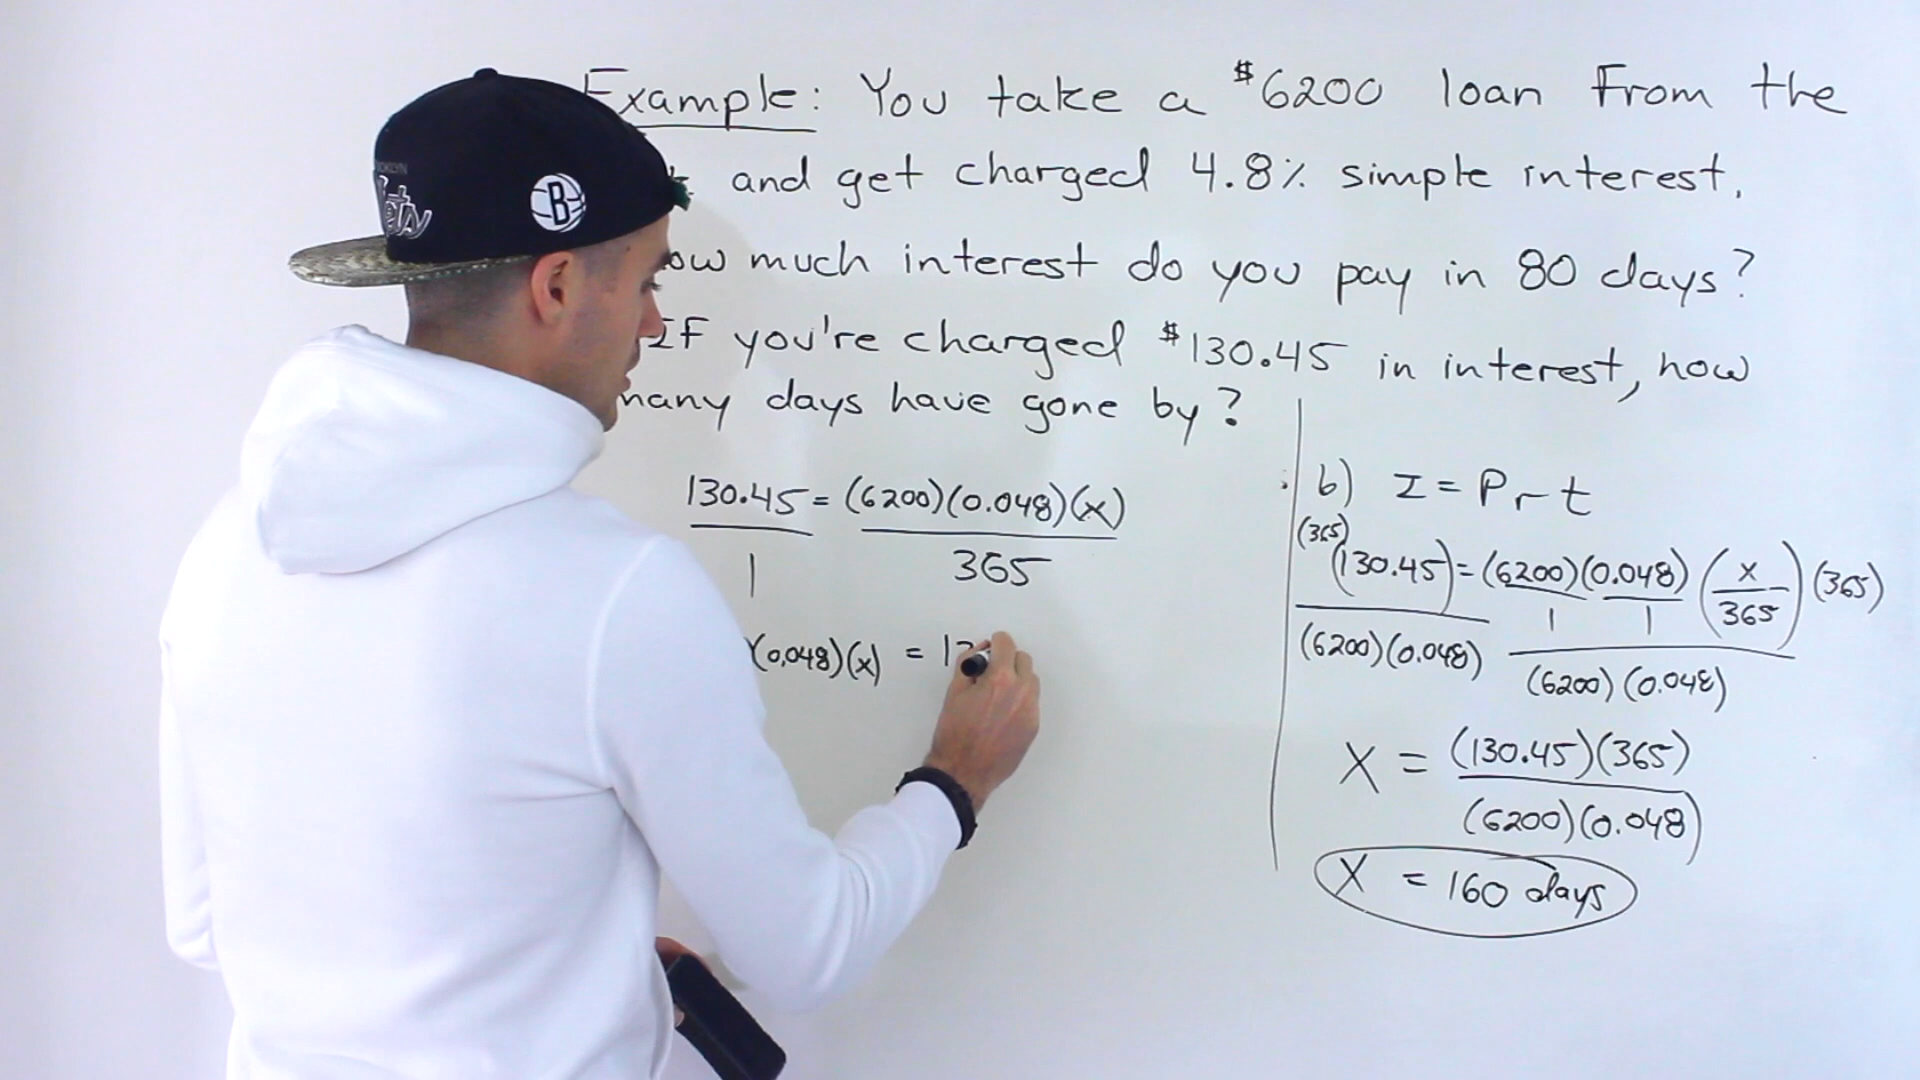 Example: You take a $6200 loan from the
and get charged 4.8% simple interest.
ow much interest do you pay in 80 days?
If you're charged $130.45 in interest, how
many days have gone by?
130.45 = (6200)(0.048)(x)
1 365
(0.048)(x) = 13
b) I = Prt
(365)(130.45) = (6200)(0.048)(x/365)(365)
1 1
(6200)(0.048) (6200)(0.048)
X = (130.45)(365)
(6200)(0.048)
X = 160 days
Nets
B